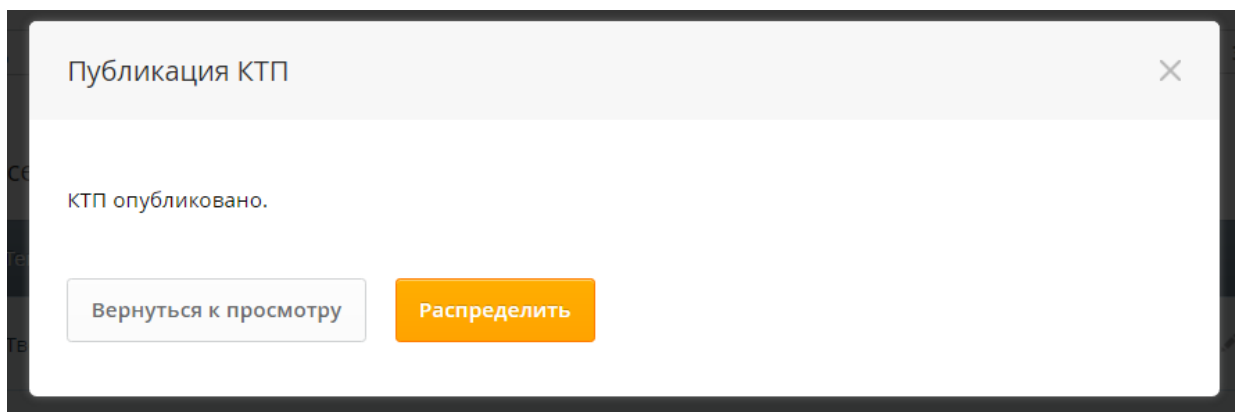 Публикация КТП
КТП опубликовано.
Вернуться к просмотру
Распределить